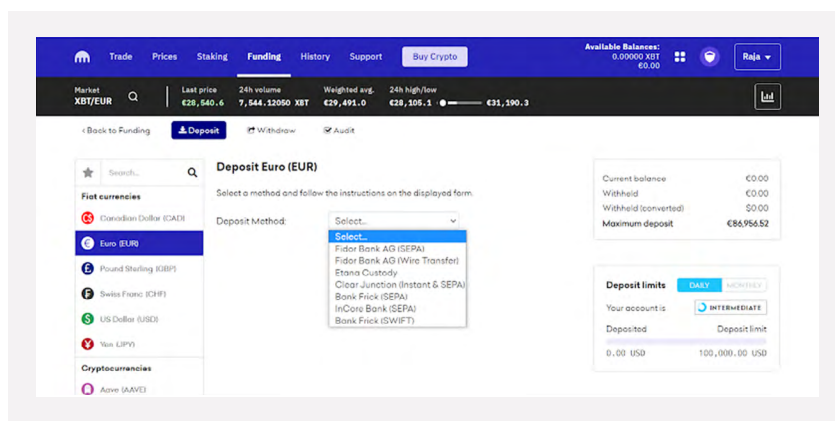 Trade Prices Staking Funding History Support Buy Crypto
Available Balances:
0.00000 XBT
€0.00
Raja
Market
XBT/EUR
Last price
€28,540.6
24h volume
7,544.12050 XBT
Weighted avg.
€29,491.0
24h high/low
€28,105.1 €31,190.3
Back to Funding Deposit Withdraw Audit
Search...
Fiat currencies
Canadian Dollar (CAD)
Euro (EUR)
Pound Sterling (GBP)
Swiss Franc (CHF)
US Dollar (USD)
Yen (JPY)
Cryptocurrencies
Aave (AAVE)
Deposit Euro (EUR)
Select a method and follow the instructions on the displayed form.
Deposit Method: Select...
Select...
Fidor Bank AG (SEPA)
Fidor Bank AG (Wire Transfer)
Etana Custody
Clear Junction (Instant & SEPA)
Bank Frick (SEPA)
InCore Bank (SEPA)
Bank Frick (SWIFT)
Current balance €0.00
Withheld €0.00
Withheld (converted) $0.00
Maximum deposit €86,956.52
Deposit limits DAILY MONTHLY
Your account is INTERMEDIATE
Deposited Deposit limit
0.00 USD 100,000.00 USD